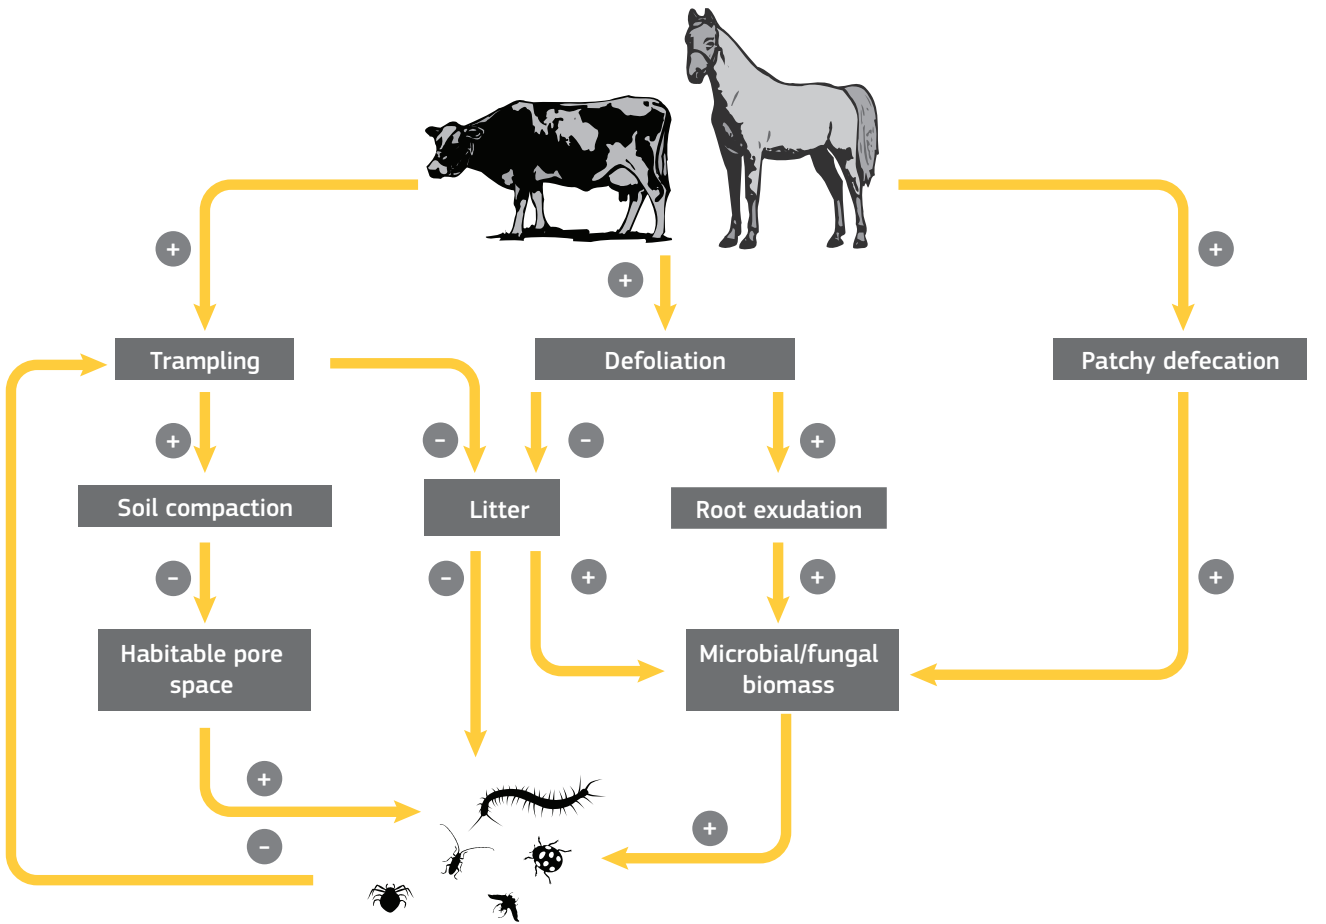 +
+
+
Trampling
Defoliation
Patchy defecation
+
−
−
+
Soil compaction
Litter
Root exudation
−
−
+
+
+
Habitable pore
space
Microbial/fungal
biomass
+
+
−